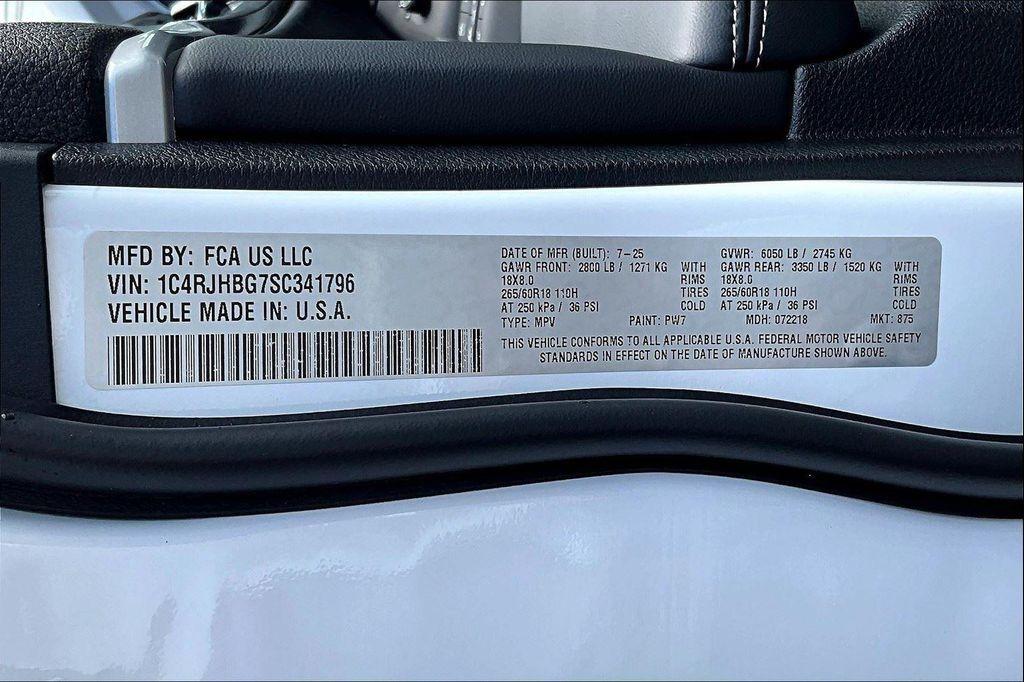 MFD BY: FCA US LLC
VIN: 1C4RJHBG7SC341796
VEHICLE MADE IN: U.S.A.
DATE OF MFR (BUILT): 7-25
GAWR FRONT: 2800 LB / 1271 KG WITH
18X8.0 RIMS
265/60R18 110H TIRES
AT 250 kPa / 36 PSI COLD
TYPE: MPV PAINT: PW7
GVWR: 6050 LB / 2745 KG
GAWR REAR: 3350 LB / 1520 KG WITH
18X8.0 RIMS
265/60R18 110H TIRES
AT 250 kPa / 36 PSI COLD
MDH: 072218 MKT: 875
THIS VEHICLE CONFORMS TO ALL APPLICABLE U.S.A. FEDERAL MOTOR VEHICLE SAFETY
STANDARDS IN EFFECT ON THE DATE OF MANUFACTURE SHOWN ABOVE.